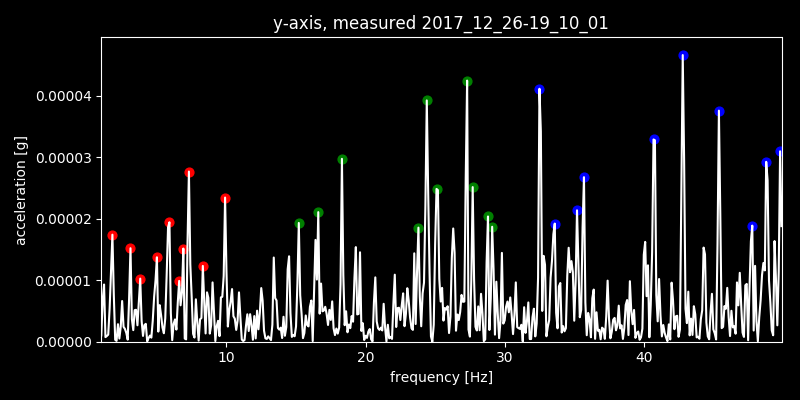 y-axis, measured 2017_12_26-19_10_01
0.00004
0.00003
0.00002
0.00001
0.00000
acceleration [g]
10 20 30 40
frequency [Hz]